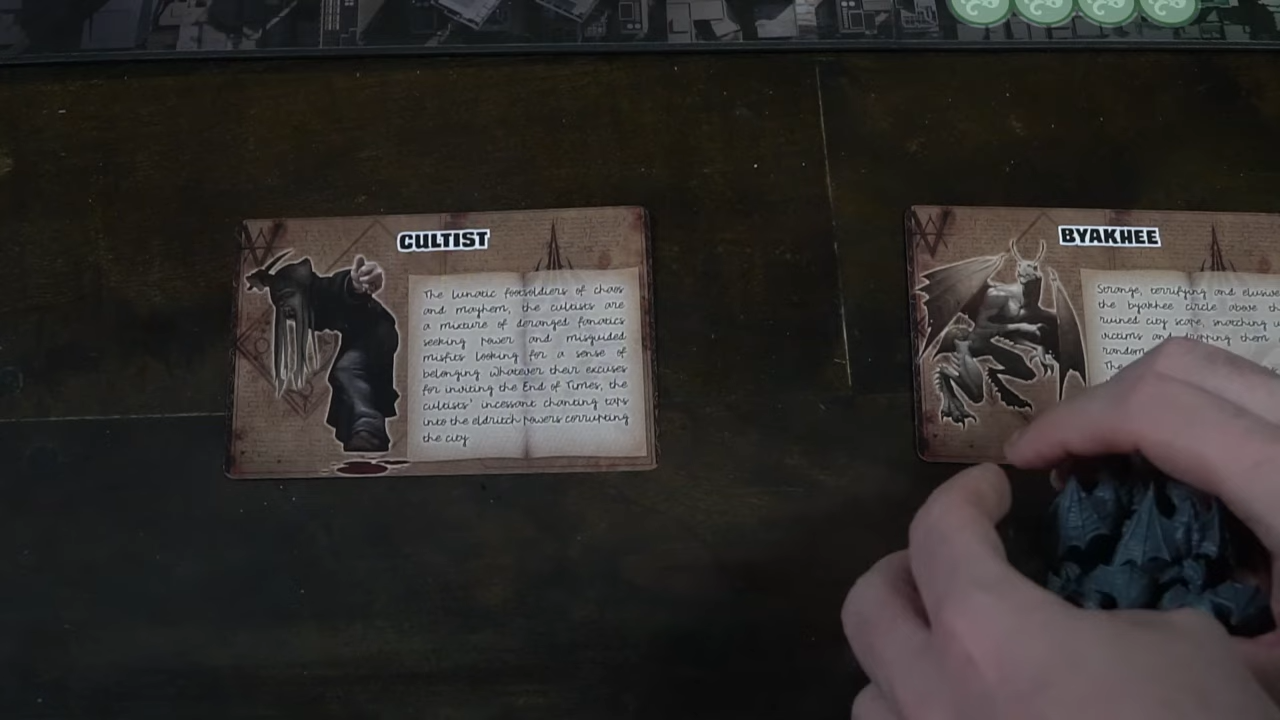 CULTIST
The lunatic footsoldiers of chaos
and mayhem, the cultists are
a mixture of deranged fanatics
seeking power and misguided
misfits looking for a sense of
belonging. Whatever their excuses
for inviting the End of Times, the
cultists' incessant chanting taps
into the eldritch powers corrupting
the city.
BYAKHEE
Strange, terrifying and elusive
the byakhee circle above
ruined city scape, snatching
victims and dropping them
random.
The